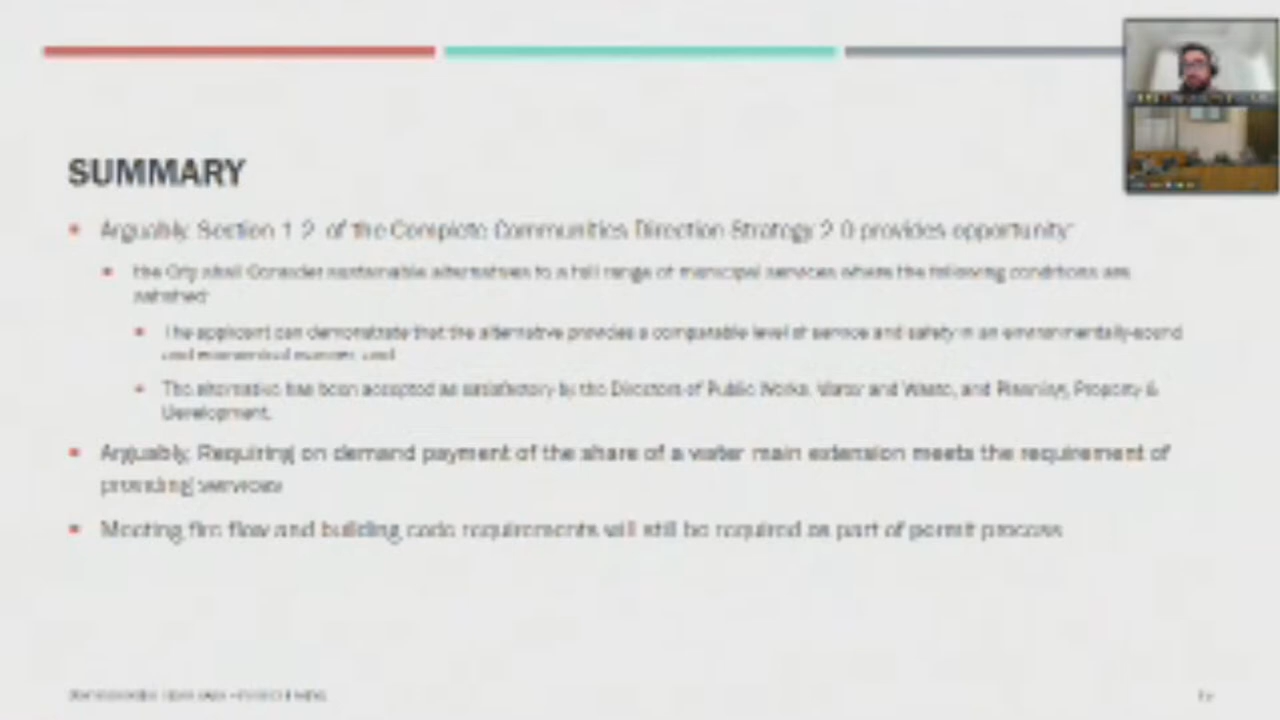 SUMMARY
Arguably, Section 1.2. of the Complete Communities Direction Strategy 2.0 provides opportunity:
the City shall Consider sustainable alternatives to a full range of municipal services where the following conditions are
satisfied:
The applicant can demonstrate that the alternative provides a comparable level of service and safety in an environmentally-sound
and economical manner, and
The alternative has been accepted as satisfactory by the Directors of Public Works, Water and Waste, and Planning, Property &
Development.
Arguably, Requiring on demand payment of the share of a water main extension meets the requirement of
providing services
Meeting fire flow and building code requirements will still be required as part of permit process